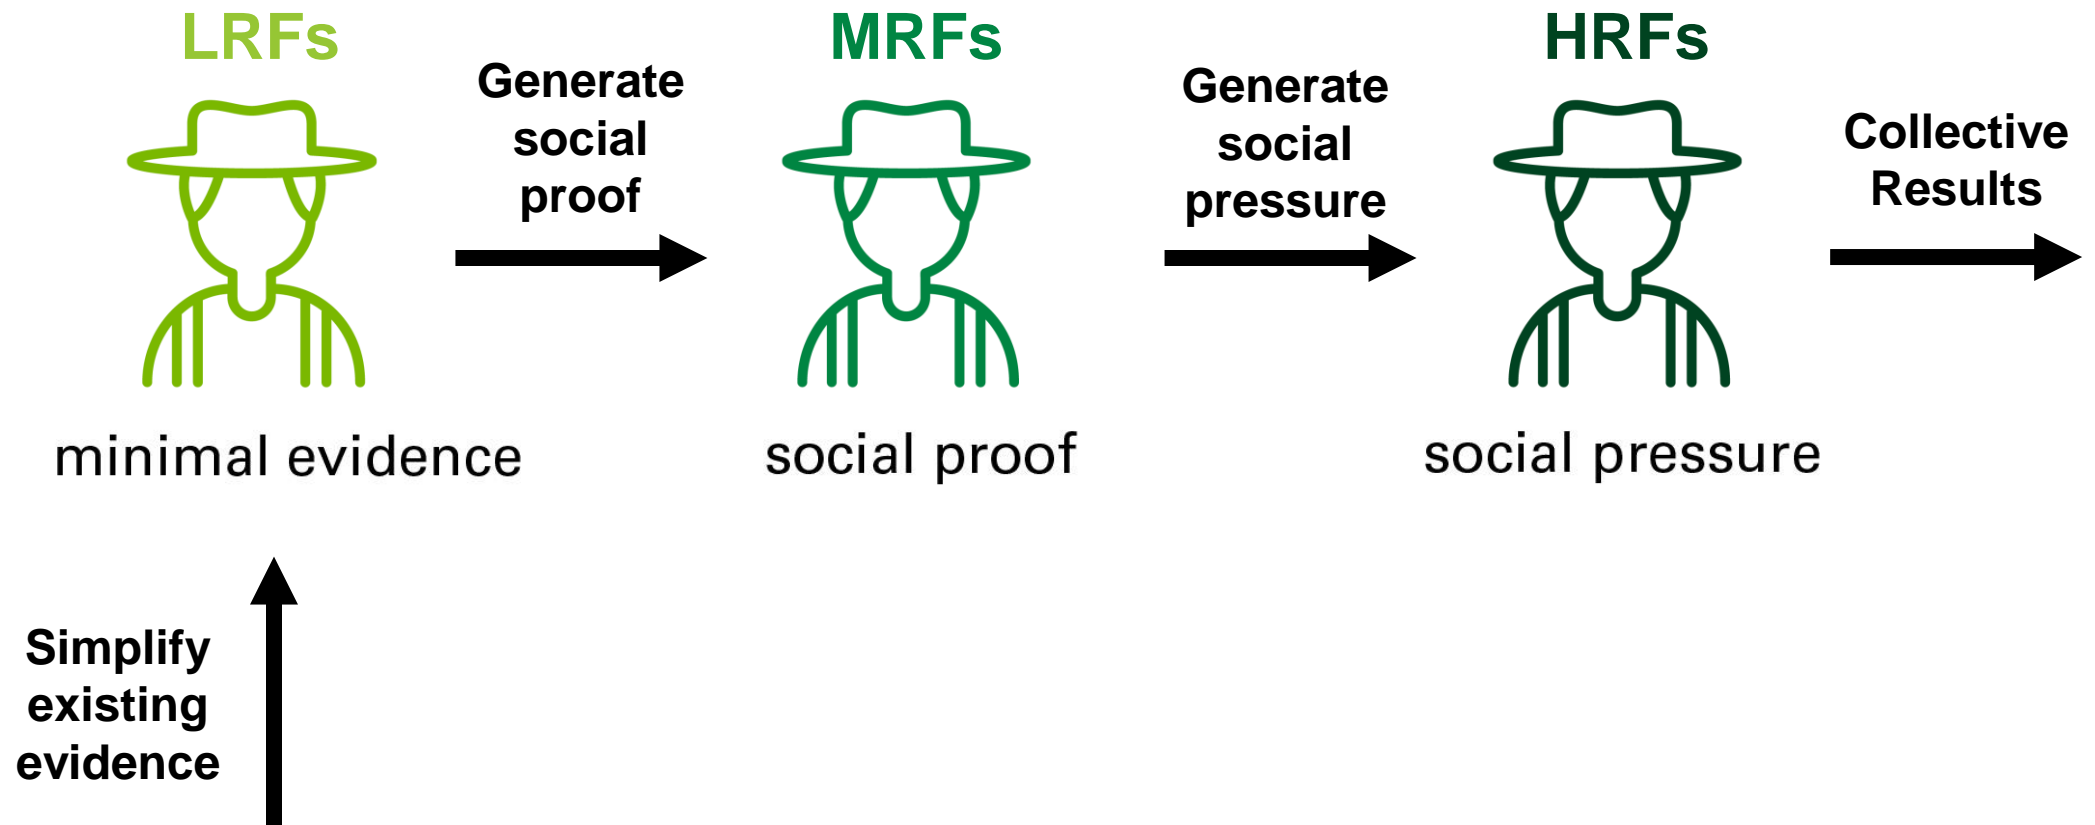 LRFs
Generate
social
proof
MRFs
Generate
social
pressure
HRFs
Collective
Results
minimal evidence
social proof
social pressure
Simplify
existing
evidence